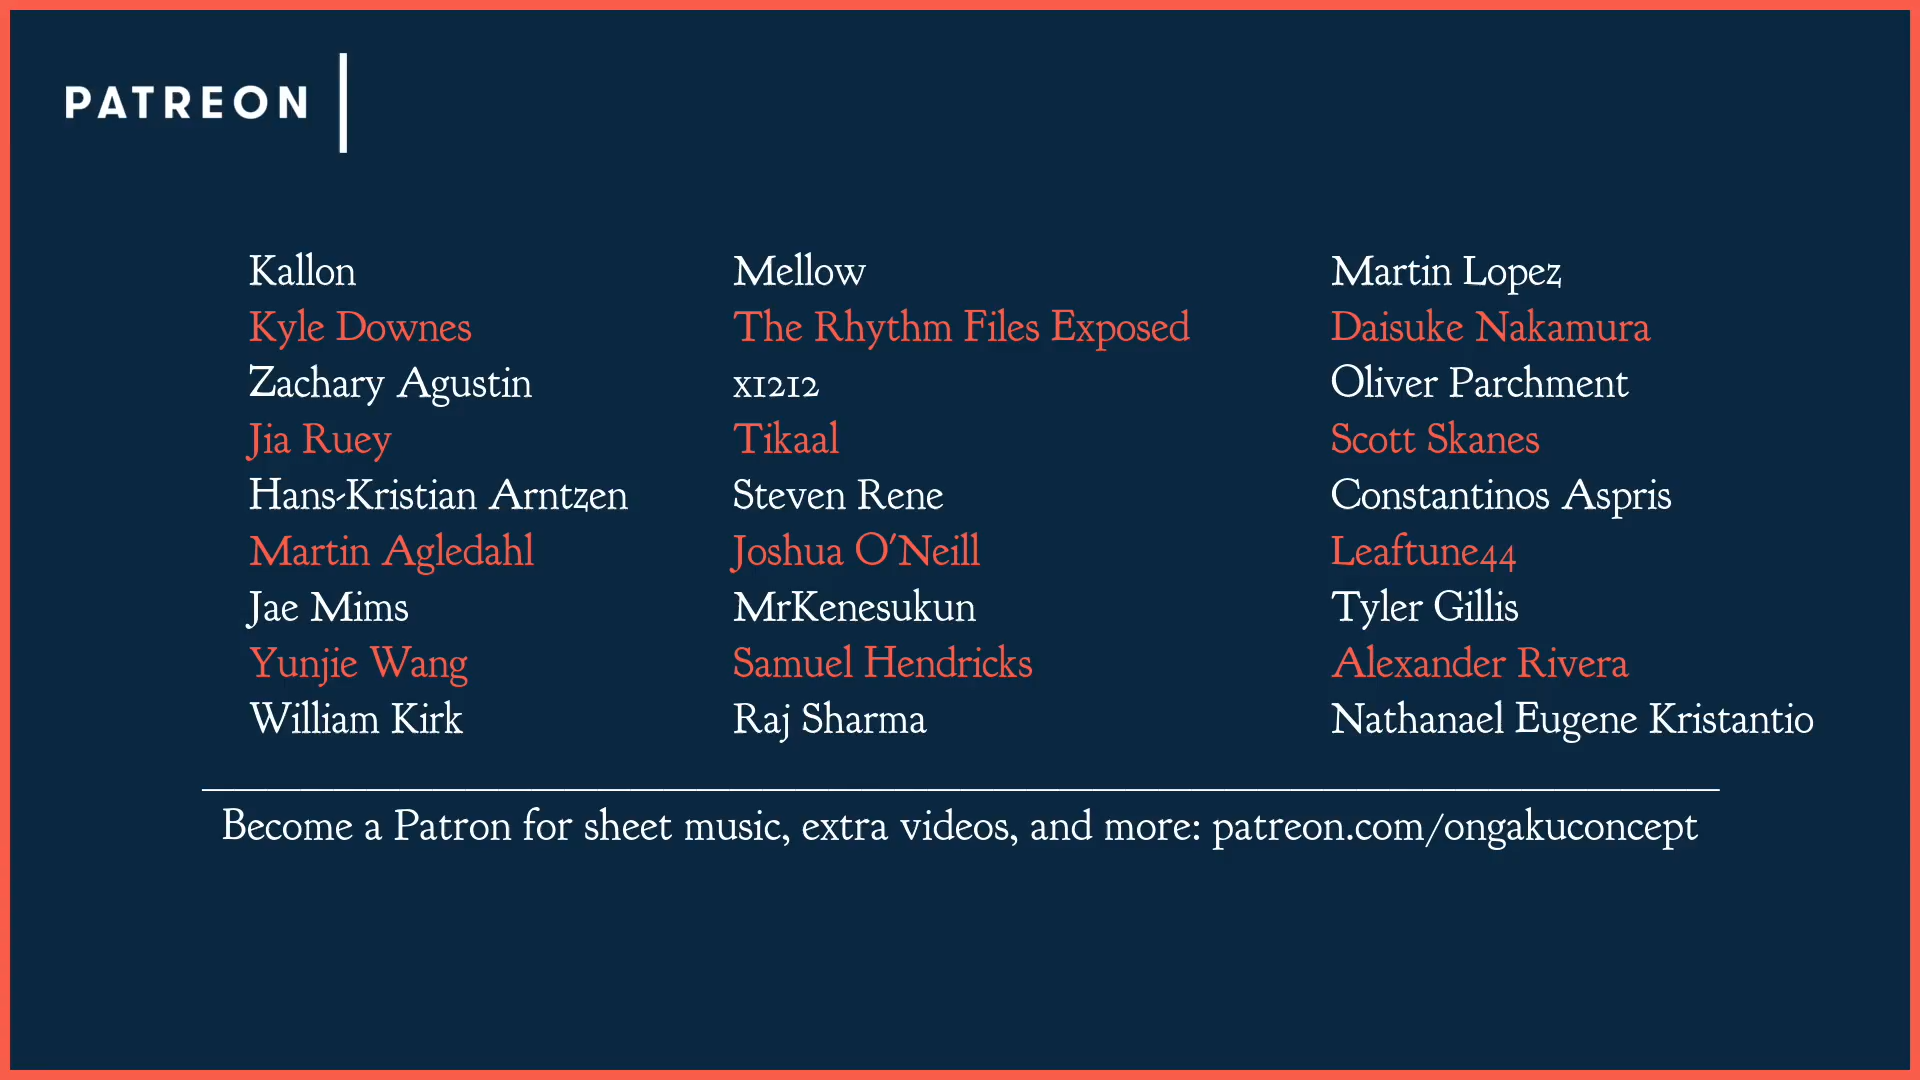 PATREON
Kallon
Kyle Downes
Zachary Agustin
Jia Ruey
Hans-Kristian Arntzen
Martin Agledahl
Jae Mims
Yunjie Wang
William Kirk
Mellow
The Rhythm Files Exposed
x1212
Tikaal
Steven Rene
Joshua O'Neill
MrKenesukun
Samuel Hendricks
Raj Sharma
Martin Lopez
Daisuke Nakamura
Oliver Parchment
Scott Skanes
Constantinos Aspris
Leaftune44
Tyler Gillis
Alexander Rivera
Nathanael Eugene Kristantio
Become a Patron for sheet music, extra videos, and more: patreon.com/ongakuconcept